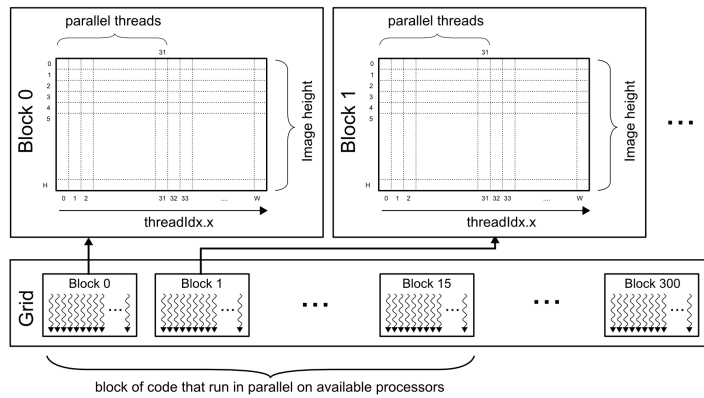 parallel threads
31
Block 0
0
1
2
3
4
5
H
0 1 2 31 32 33 .... W
threadIdx.x
Image height
parallel threads
31
Block 1
0
1
2
3
4
5
H
0 1 2 31 32 33 .... W
threadIdx.x
Image height
...
Grid
Block 0 Block 1 ... Block 15 ... Block 300
... ... ... ...
block of code that run in parallel on available processors